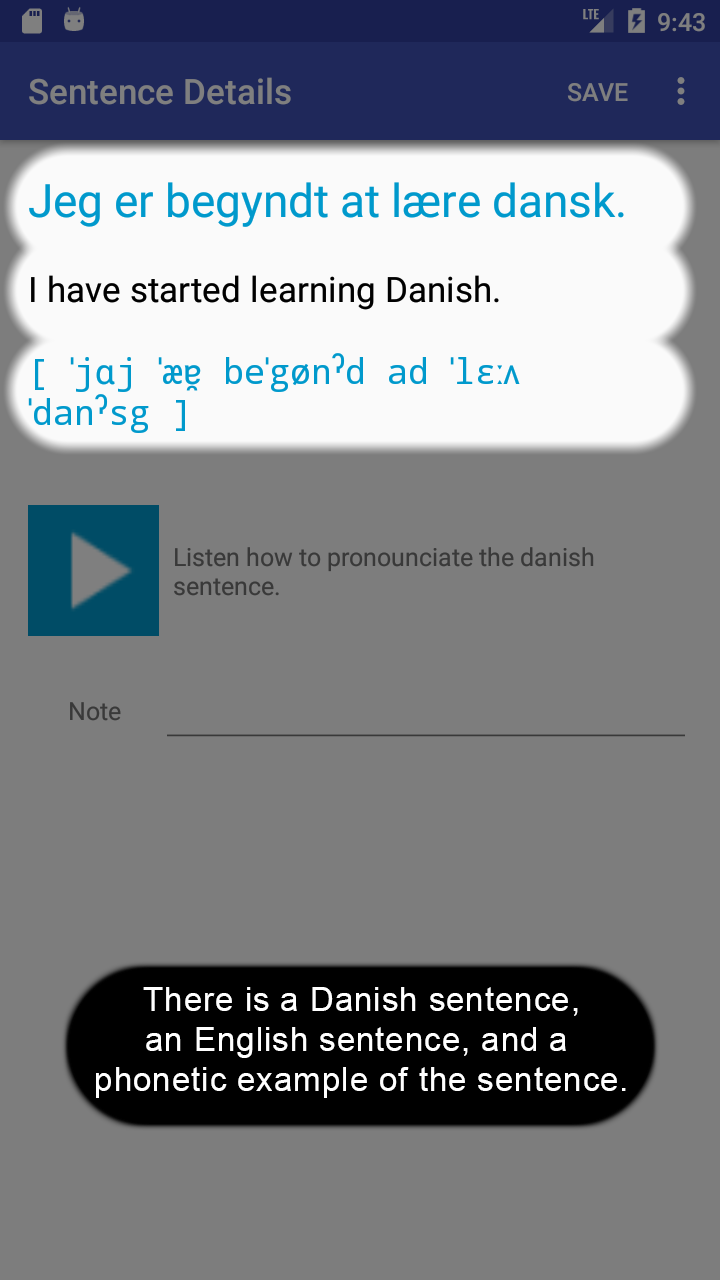 LTE 9:43
Sentence Details SAVE
Jeg er begyndt at lære dansk.
I have started learning Danish.
[ ˈjɑj ˈæɐ̯ beˈgønˀd ad ˈlɛːʌ
ˈdanˀsg ]
Listen how to pronounciate the danish
sentence.
Note
There is a Danish sentence,
an English sentence, and a
phonetic example of the sentence.